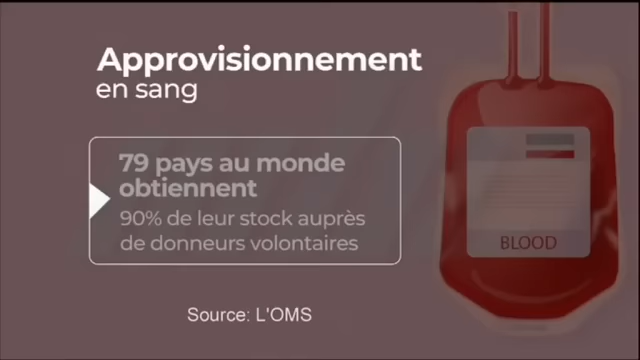 Approvisionnement
en sang
79 pays au monde
obtiennent
90% de leur stock auprès
de donneurs volontaires
BLOOD
Source: L'OMS